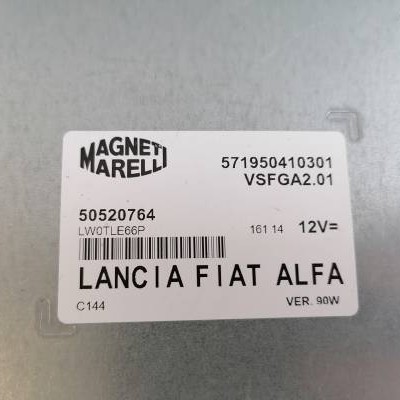 MAGNETI
MARELLI
571950410301
VSFGA2.01
50520764
LW0TLE66P
161 14 12V=
LANCIA FIAT ALFA
C144
VER. 90W